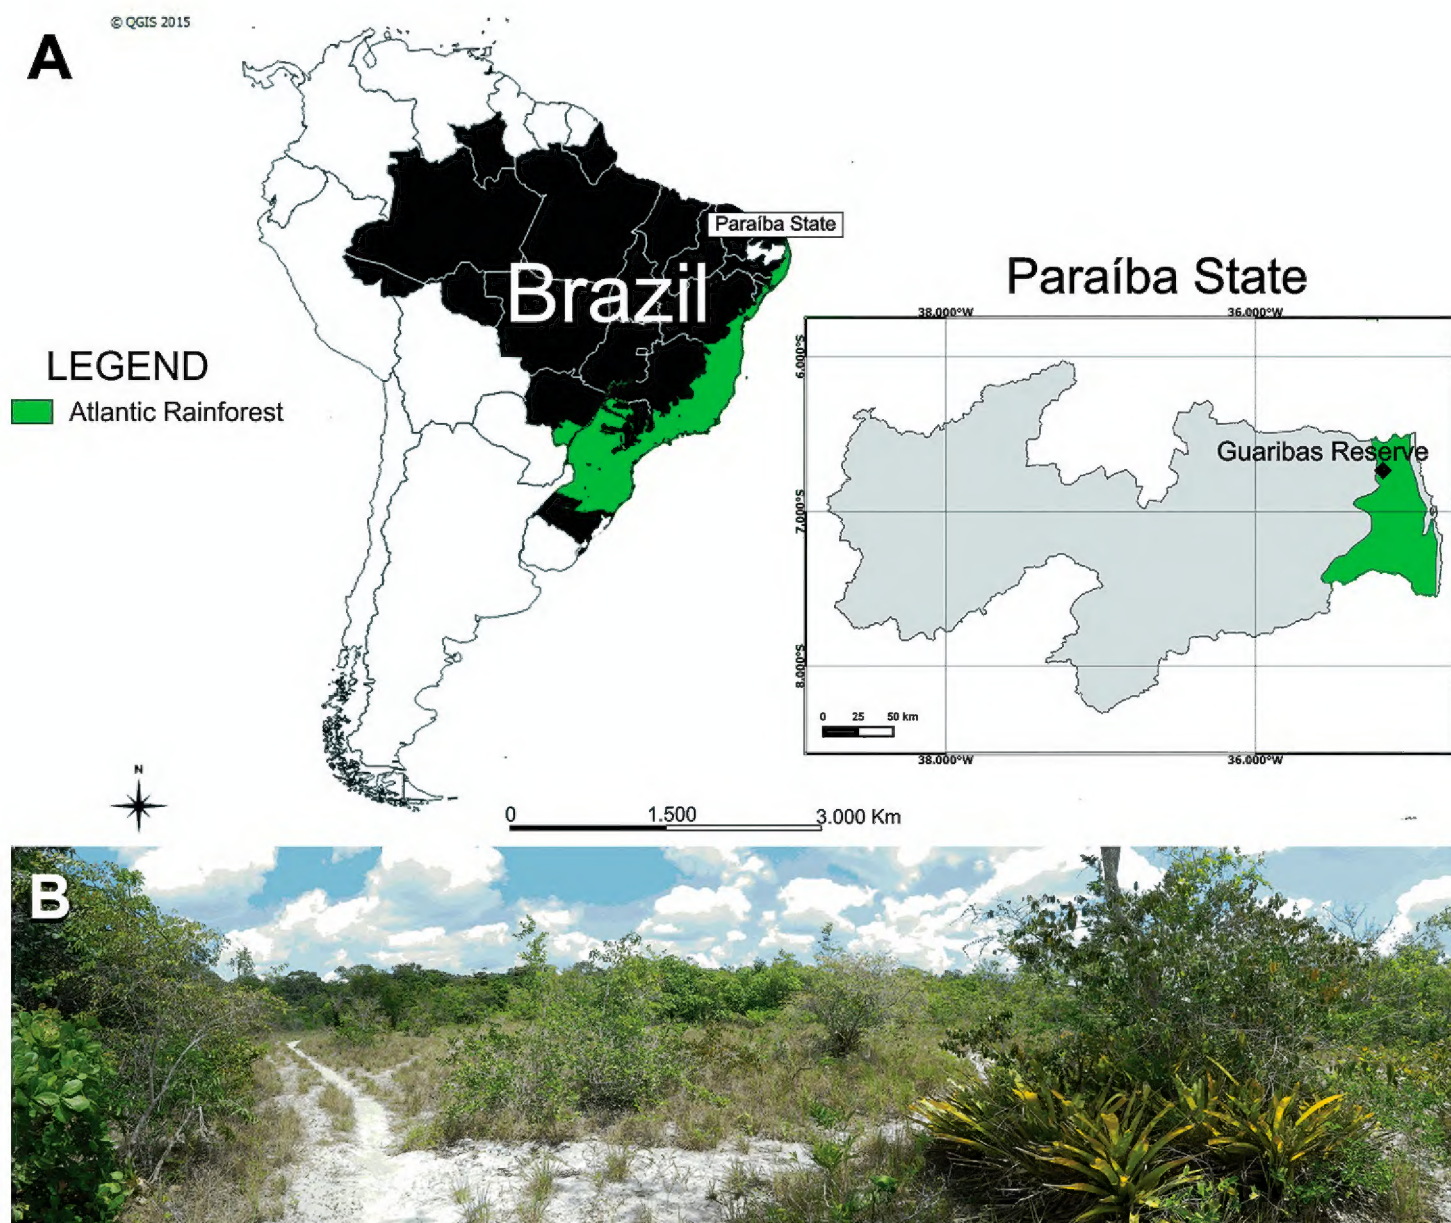 © QGIS 2015
A
Paraíba State
Brazil
Paraíba State
LEGEND
Atlantic Rainforest
38.000°W
36.000°W
6.000°S
7.000°S
8.000°S
Guaribas Reserve
0 25 50 km
38.000°W
36.000°W
N
0 1.500 3.000 Km
B